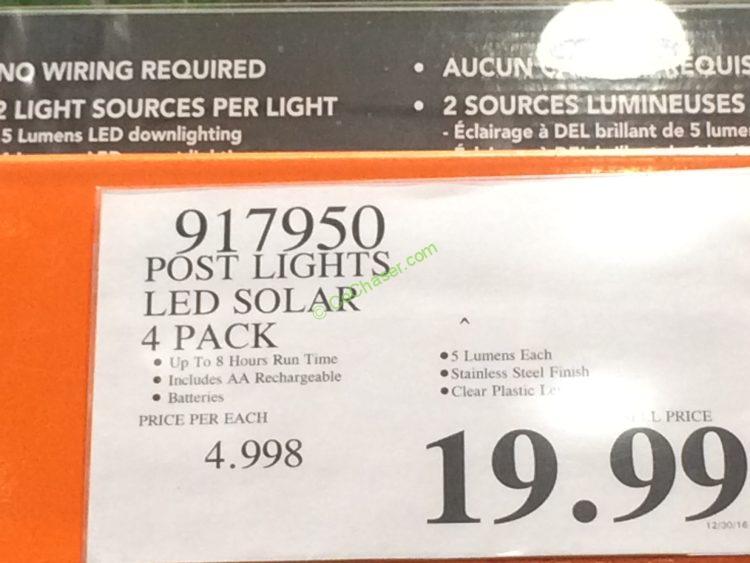 NO WIRING REQUIRED
2 LIGHT SOURCES PER LIGHT
5 Lumens LED downlighting
• AUCUN
• 2 SOURCES LUMINEUSES
- Éclairage à DEL brillant de 5
917950
POST LIGHTS
LED SOLAR
4 PACK
• Up To 8 Hours Run Time
• Includes AA Rechargeable
• Batteries
PRICE PER EACH
4.998
^
• 5 Lumens Each
• Stainless Steel Finish
• Clear Plastic
PRICE
19.99
12/30/16
© CoChaser.com